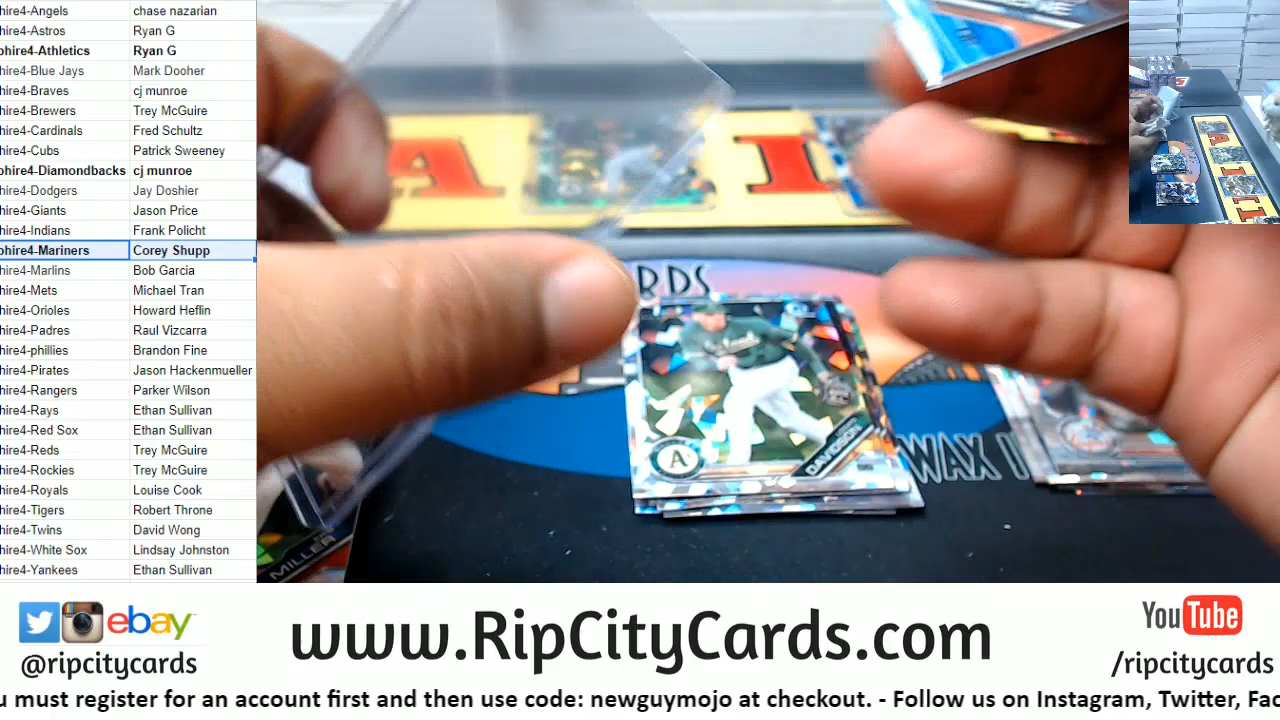 hire4-Angels chase nazarian
hire4-Astros Ryan G
phire4-Athletics Ryan G
hire4-Blue Jays Mark Dooher
hire4-Braves cj munroe
hire4-Brewers Trey McGuire
hire4-Cardinals Fred Schultz
hire4-Cubs Patrick Sweeney
hire4-Diamondbacks cj munroe
hire4-Dodgers Jay Doshier
hire4-Giants Jason Price
hire4-Indians Frank Policht
phire4-Mariners Corey Shupp
hire4-Marlins Bob Garcia
hire4-Mets Michael Tran
hire4-Orioles Howard Heflin
hire4-Padres Raul Vizcarra
hire4-phillies Brandon Fine
hire4-Pirates Jason Hackenmueller
hire4-Rangers Parker Wilson
hire4-Rays Ethan Sullivan
hire4-Red Sox Ethan Sullivan
hire4-Reds Trey McGuire
hire4-Rockies Trey McGuire
hire4-Royals Louise Cook
hire4-Tigers Robert Throne
hire4-Twins David Wong
hire4-White Sox Lindsay Johnston
hire4-Yankees Ethan Sullivan
A I
RDS
A's
DAVIDSON
WAX
MILLER
ebay
@ripcitycards
www.RipCityCards.com
YouTube
/ripcitycards
u must register for an account first and then use code: newguymojo at checkout. - Follow us on Instagram, Twitter, Fac